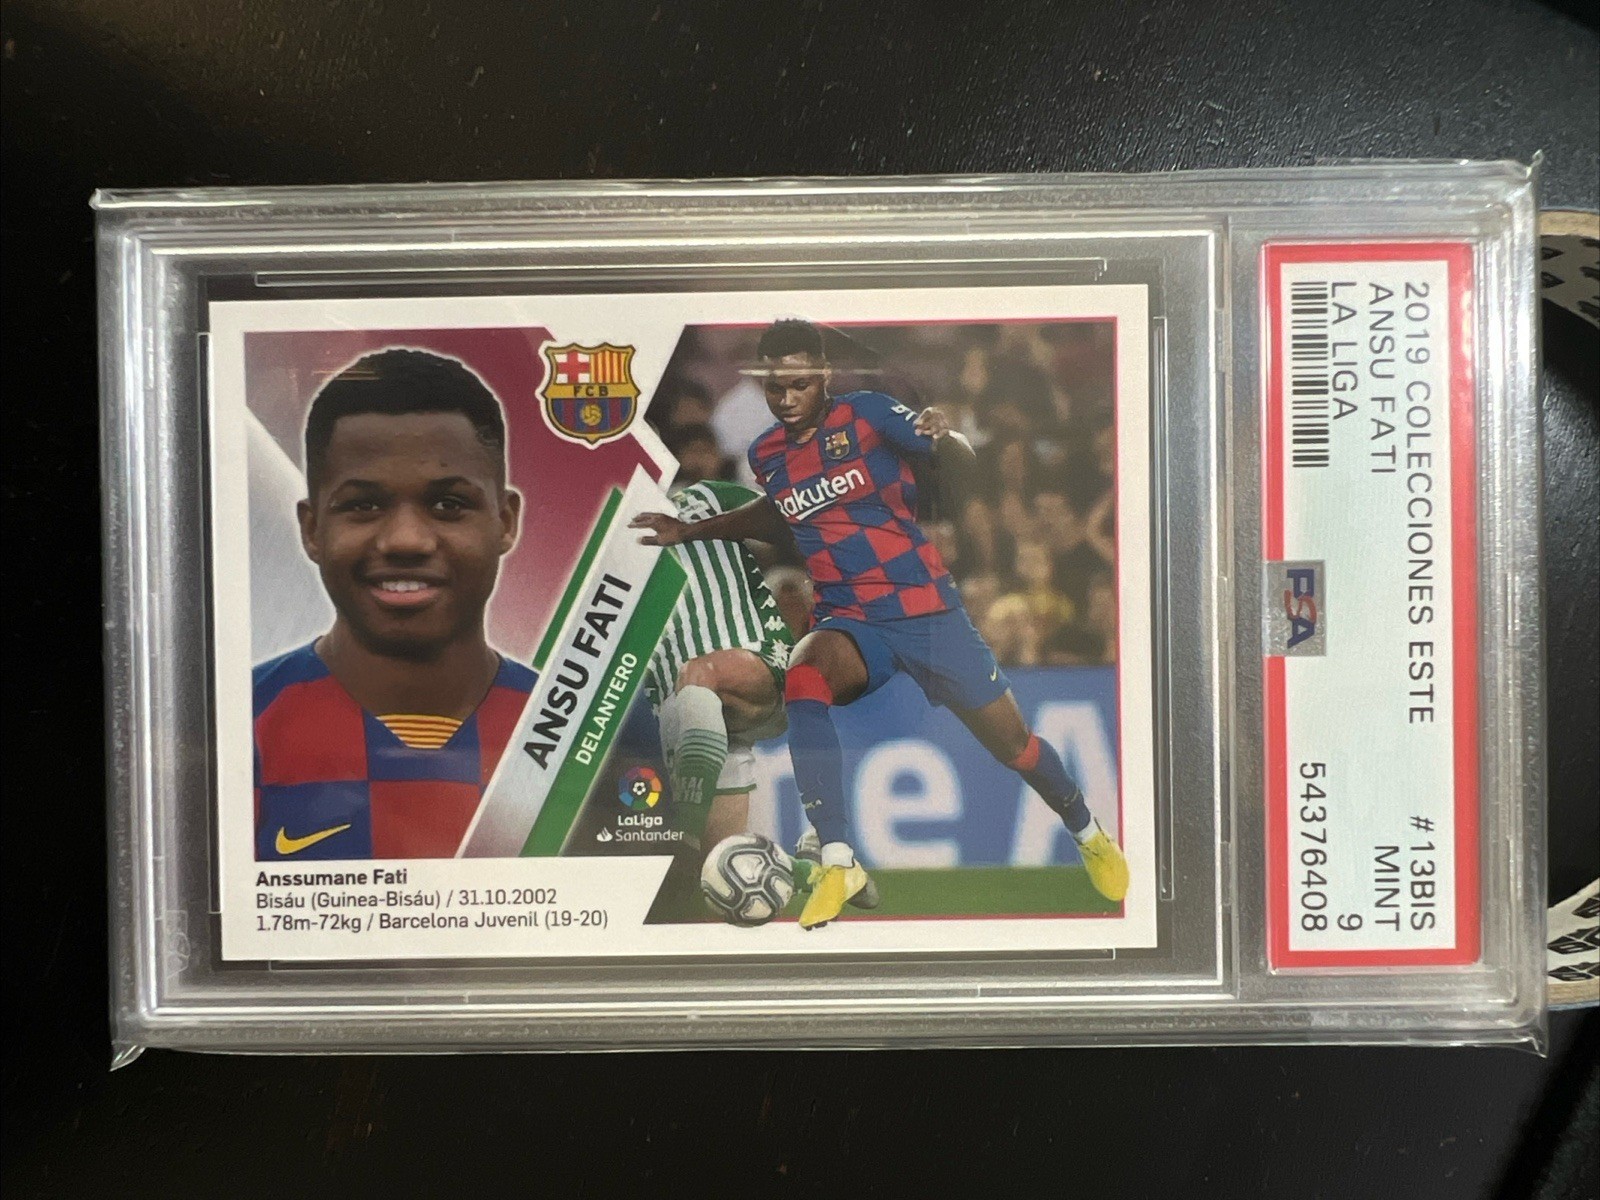 FCB
Rakuten
ANSU FATI
DELANTERO
LaLiga
Santander
Anssumane Fati
Bisáu (Guinea-Bisáu) / 31.10.2002
1.78m-72kg / Barcelona Juvenil (19-20)
2019 COLECCIONES ESTE #13BIS
ANSU FATI MINT
LA LIGA 9
54376408
PSA